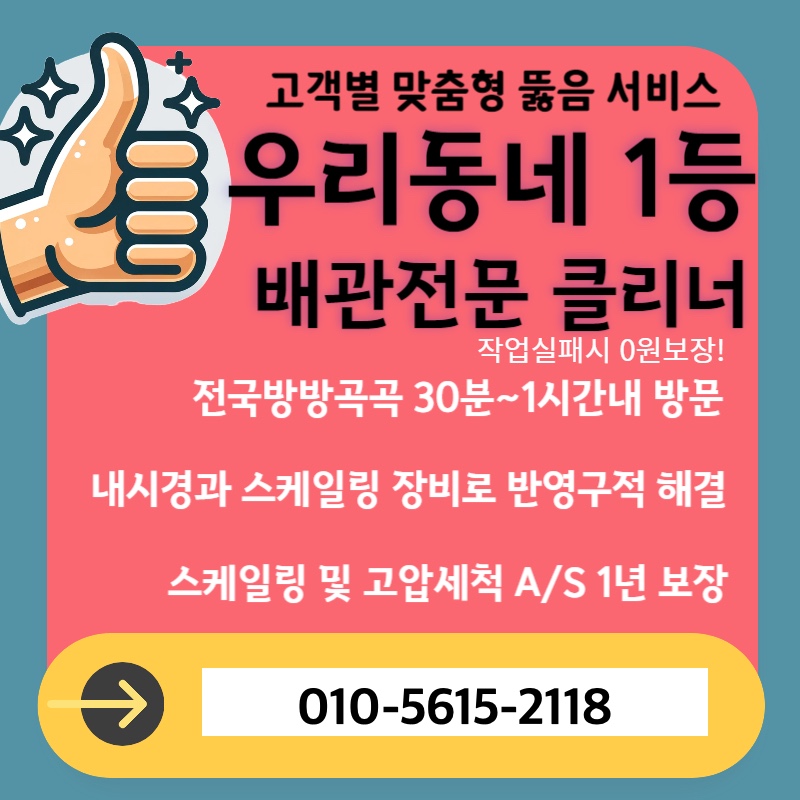 고객별 맞춤형 뚫음 서비스
우리동네 1등
배관전문 클리너
작업실패시 0원보장!
전국방방곡곡 30분~1시간내 방문
내시경과 스케일링 장비로 반영구적 해결
스케일링 및 고압세척 A/S 1년 보장
010-5615-2118